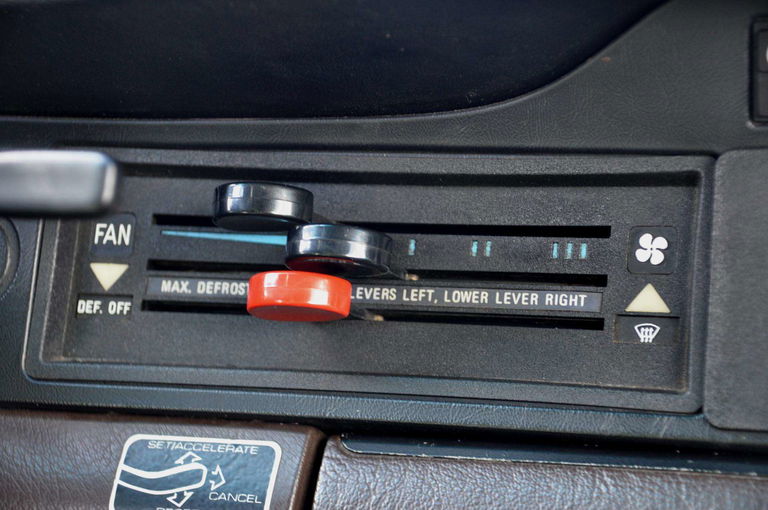 FAN
DEF. OFF
MAX. DEFROST LEVERS LEFT, LOWER LEVER RIGHT
SET/ACCELERATE
CANCEL